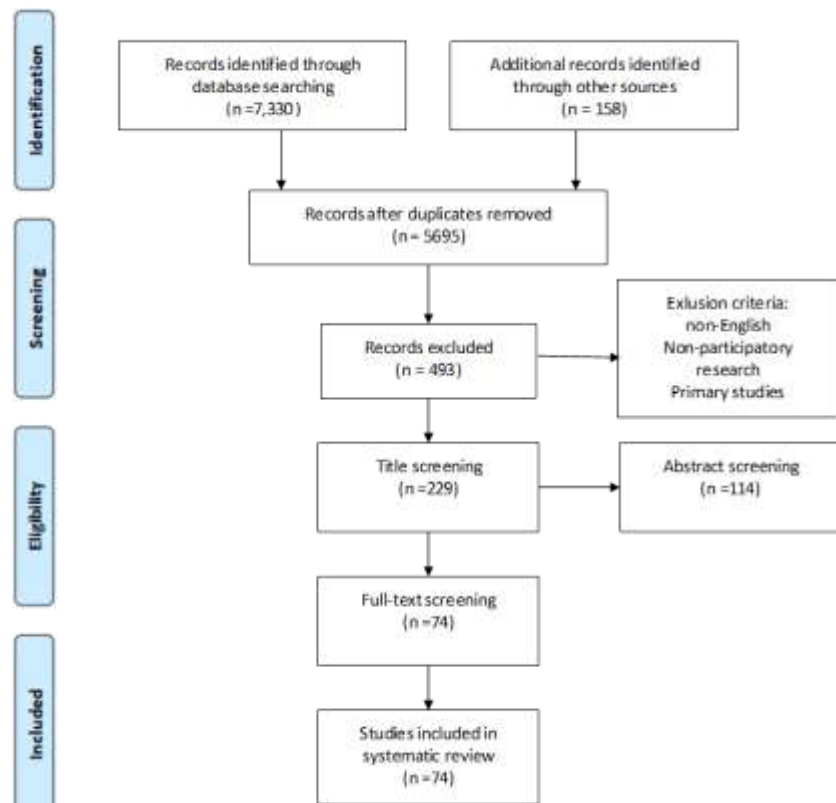 Identification
Records identified through
database searching
(n =7,330 )
Additional records identified
through other sources
(n = 158)
Records after duplicates removed
(n = 5695)
Screening
Records excluded
(n = 493)
Exlusion criteria:
non-English
Non-participatory
research
Primary studies
Eligibility
Title screening
(n =229)
Abstract screening
(n =114)
Full-text screening
(n =74)
Included
Studies included in
systematic review
(n =74)